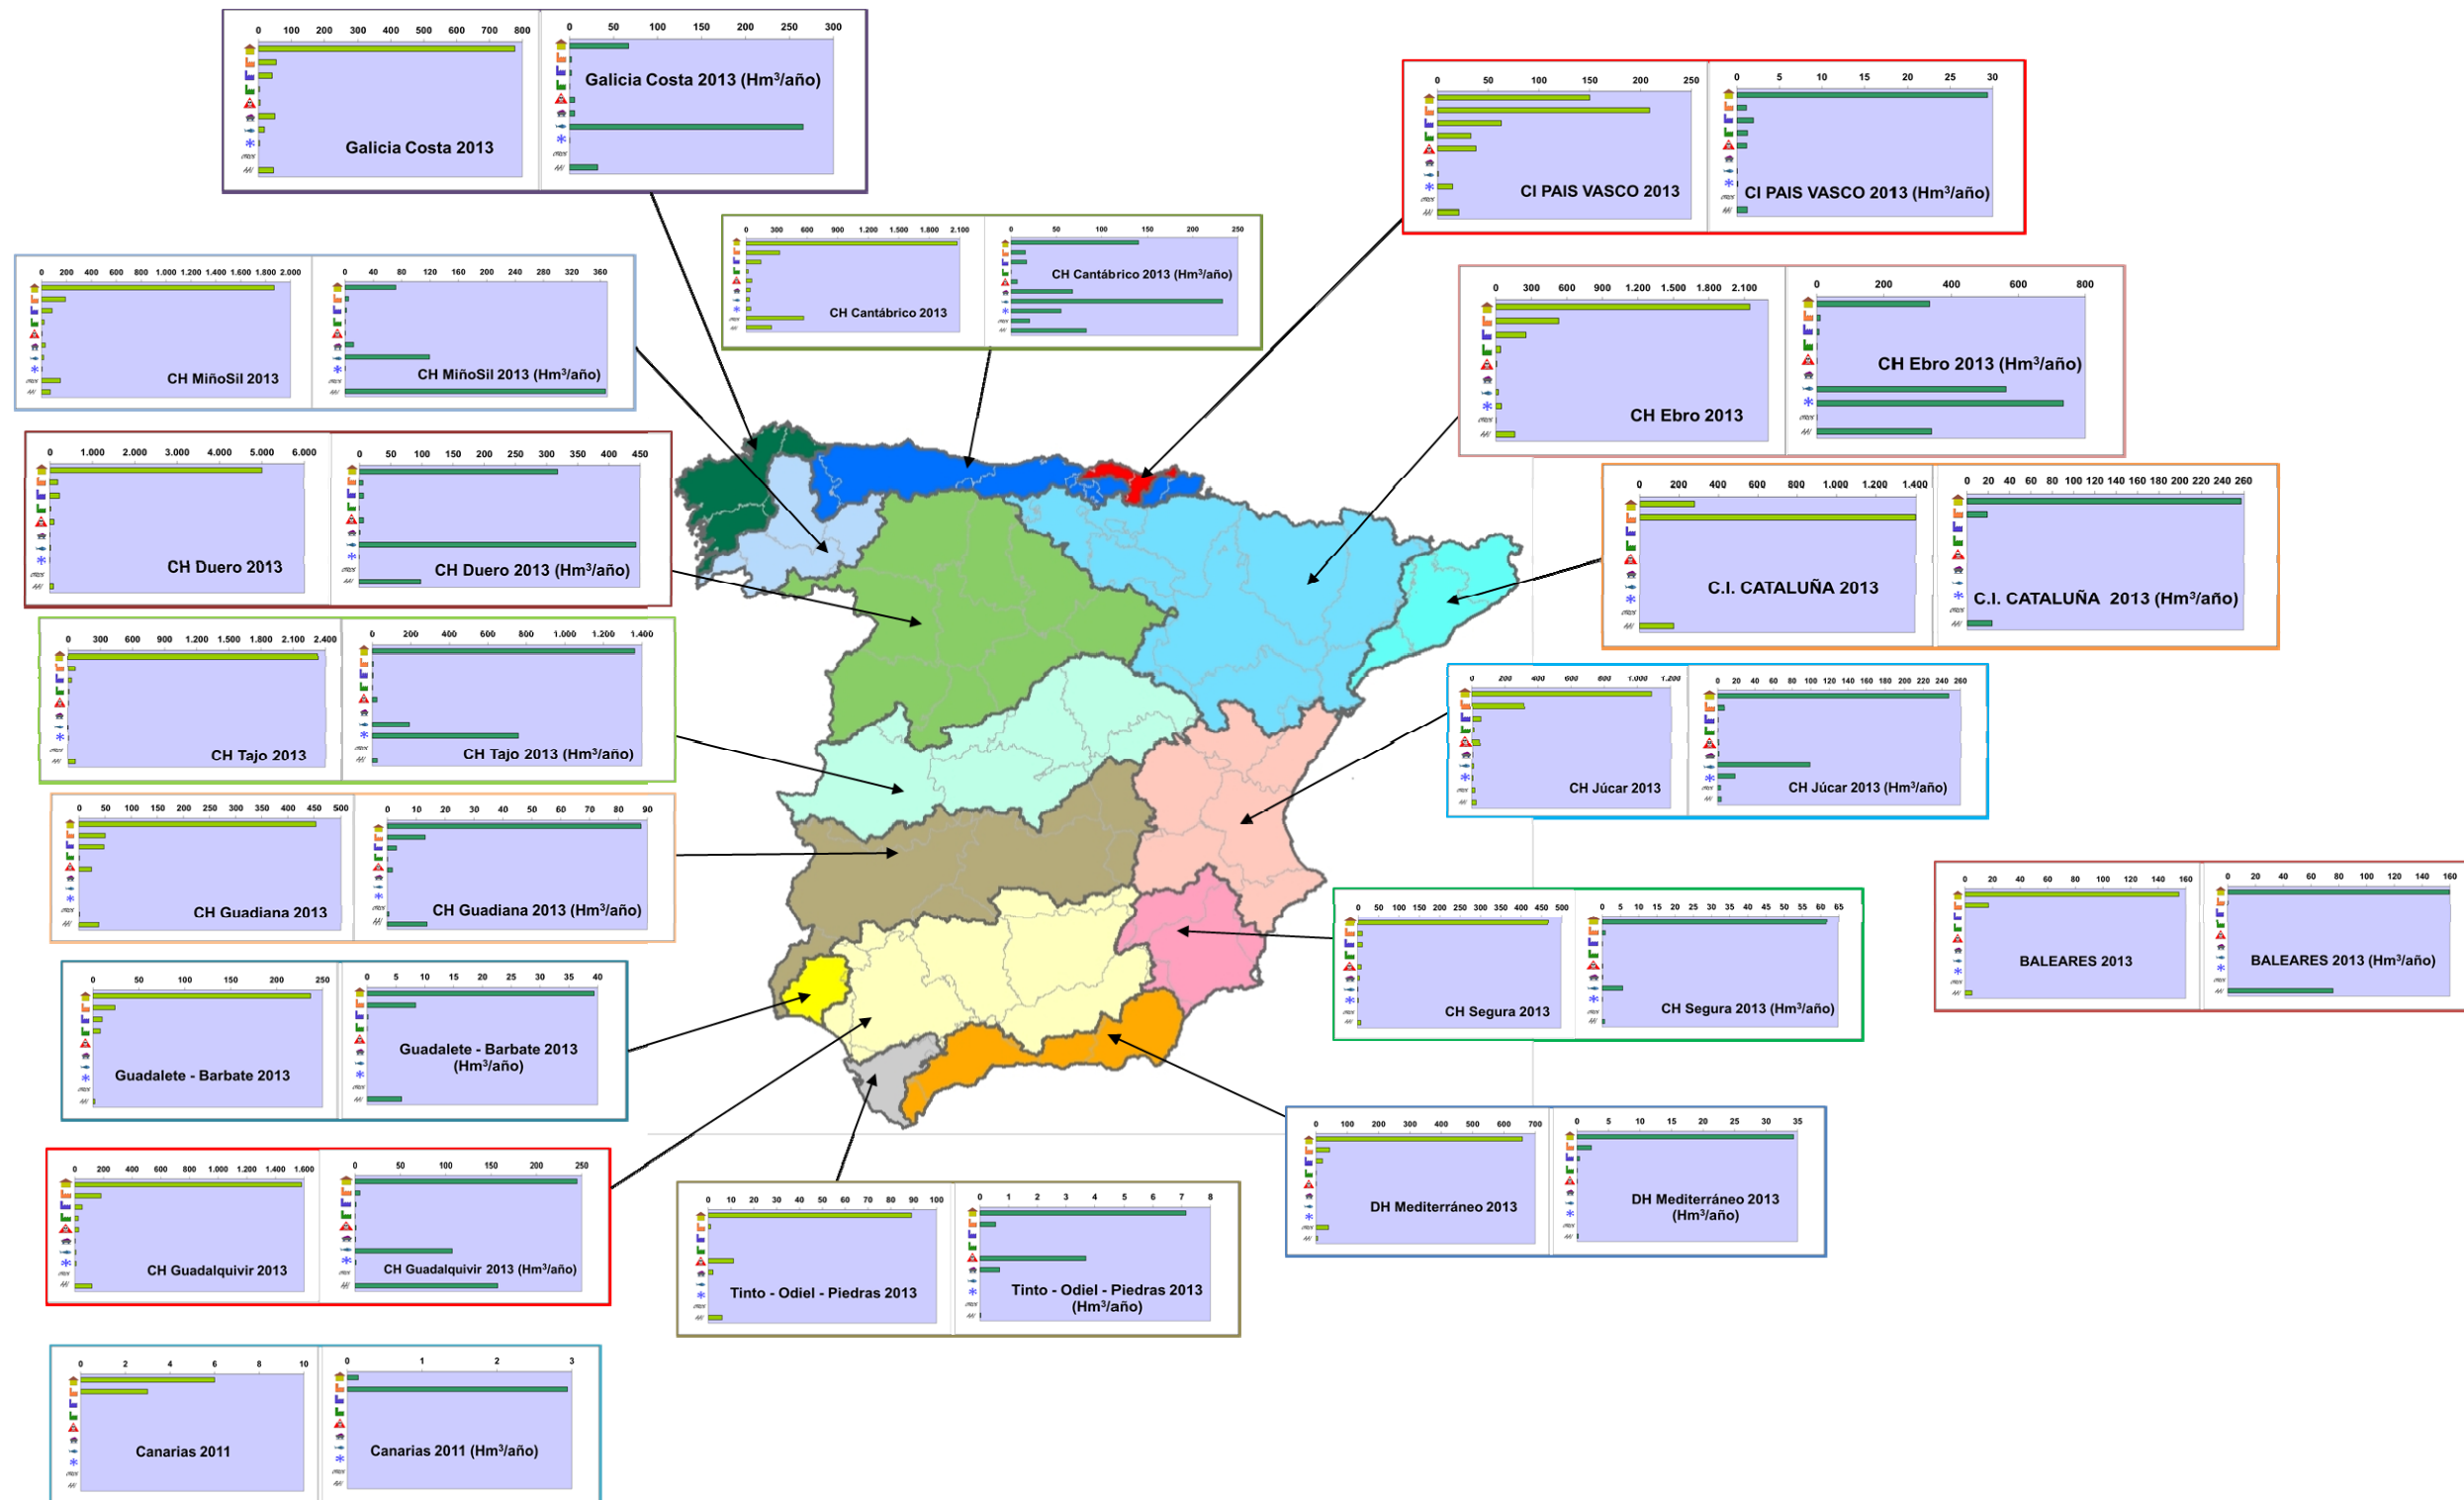 0 100 200 300 400 500 600 700 800
Galicia Costa 2013
0 50 100 150 200 250 300
Galicia Costa 2013 (Hm³/año)
0 50 100 150 200 250
CI PAIS VASCO 2013
0 5 10 15 20 25 30
CI PAIS VASCO 2013 (Hm³/año)
0 300 600 900 1.200 1.500 1.800 2.100
CH Cantábrico 2013
0 50 100 150 200 250
CH Cantábrico 2013 (Hm³/año)
0 200 400 600 800 1.000 1.200 1.400 1.600 1.800 2.000
CH MiñoSil 2013
0 40 80 120 160 200 240 280 320 360
CH MiñoSil 2013 (Hm³/año)
0 300 600 900 1.200 1.500 1.800 2.100
CH Ebro 2013
0 200 400 600 800
CH Ebro 2013 (Hm³/año)
0 1.000 2.000 3.000 4.000 5.000 6.000
CH Duero 2013
0 50 100 150 200 250 300 350 400 450
CH Duero 2013 (Hm³/año)
0 200 400 600 800 1.000 1.200 1.400
C.I. CATALUÑA 2013
0 20 40 60 80 100 120 140 160 180 200 220 240 260
C.I. CATALUÑA 2013 (Hm³/año)
0 300 600 900 1.200 1.500 1.800 2.100 2.400
CH Tajo 2013
0 200 400 600 800 1.000 1.200 1.400
CH Tajo 2013 (Hm³/año)
0 200 400 600 800 1.000 1.200
CH Júcar 2013
0 20 40 60 80 100 120 140 160 180 200 220 240 260
CH Júcar 2013 (Hm³/año)
0 50 100 150 200 250 300 350 400 450 500
CH Guadiana 2013
0 10 20 30 40 50 60 70 80 90
CH Guadiana 2013 (Hm³/año)
0 50 100 150 200 250 300 350 400 450 500
CH Segura 2013
0 5 10 15 20 25 30 35 40 45 50 55 60 65
CH Segura 2013 (Hm³/año)
0 20 40 60 80 100 120 140 160
BALEARES 2013
0 20 40 60 80 100 120 140 160
BALEARES 2013 (Hm³/año)
0 50 100 150 200 250
Guadalete - Barbate 2013
0 5 10 15 20 25 30 35 40
Guadalete - Barbate 2013
(Hm³/año)
0 100 200 300 400 500 600 700
DH Mediterráneo 2013
0 5 10 15 20 25 30 35
DH Mediterráneo 2013
(Hm³/año)
0 200 400 600 800 1.000 1.200 1.400 1.600
CH Guadalquivir 2013
0 50 100 150 200 250
CH Guadalquivir 2013 (Hm³/año)
0 10 20 30 40 50 60 70 80 90 100
Tinto - Odiel - Piedras 2013
0 1 2 3 4 5 6 7 8
Tinto - Odiel - Piedras 2013
(Hm³/año)
0 2 4 6 8 10
Canarias 2011
0 1 2 3
Canarias 2011 (Hm³/año)